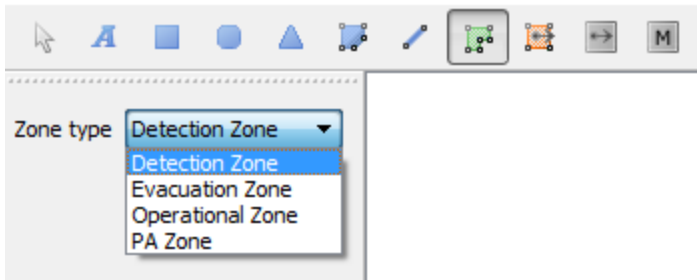 A
M
Zone type Detection Zone
Detection Zone
Evacuation Zone
Operational Zone
PA Zone